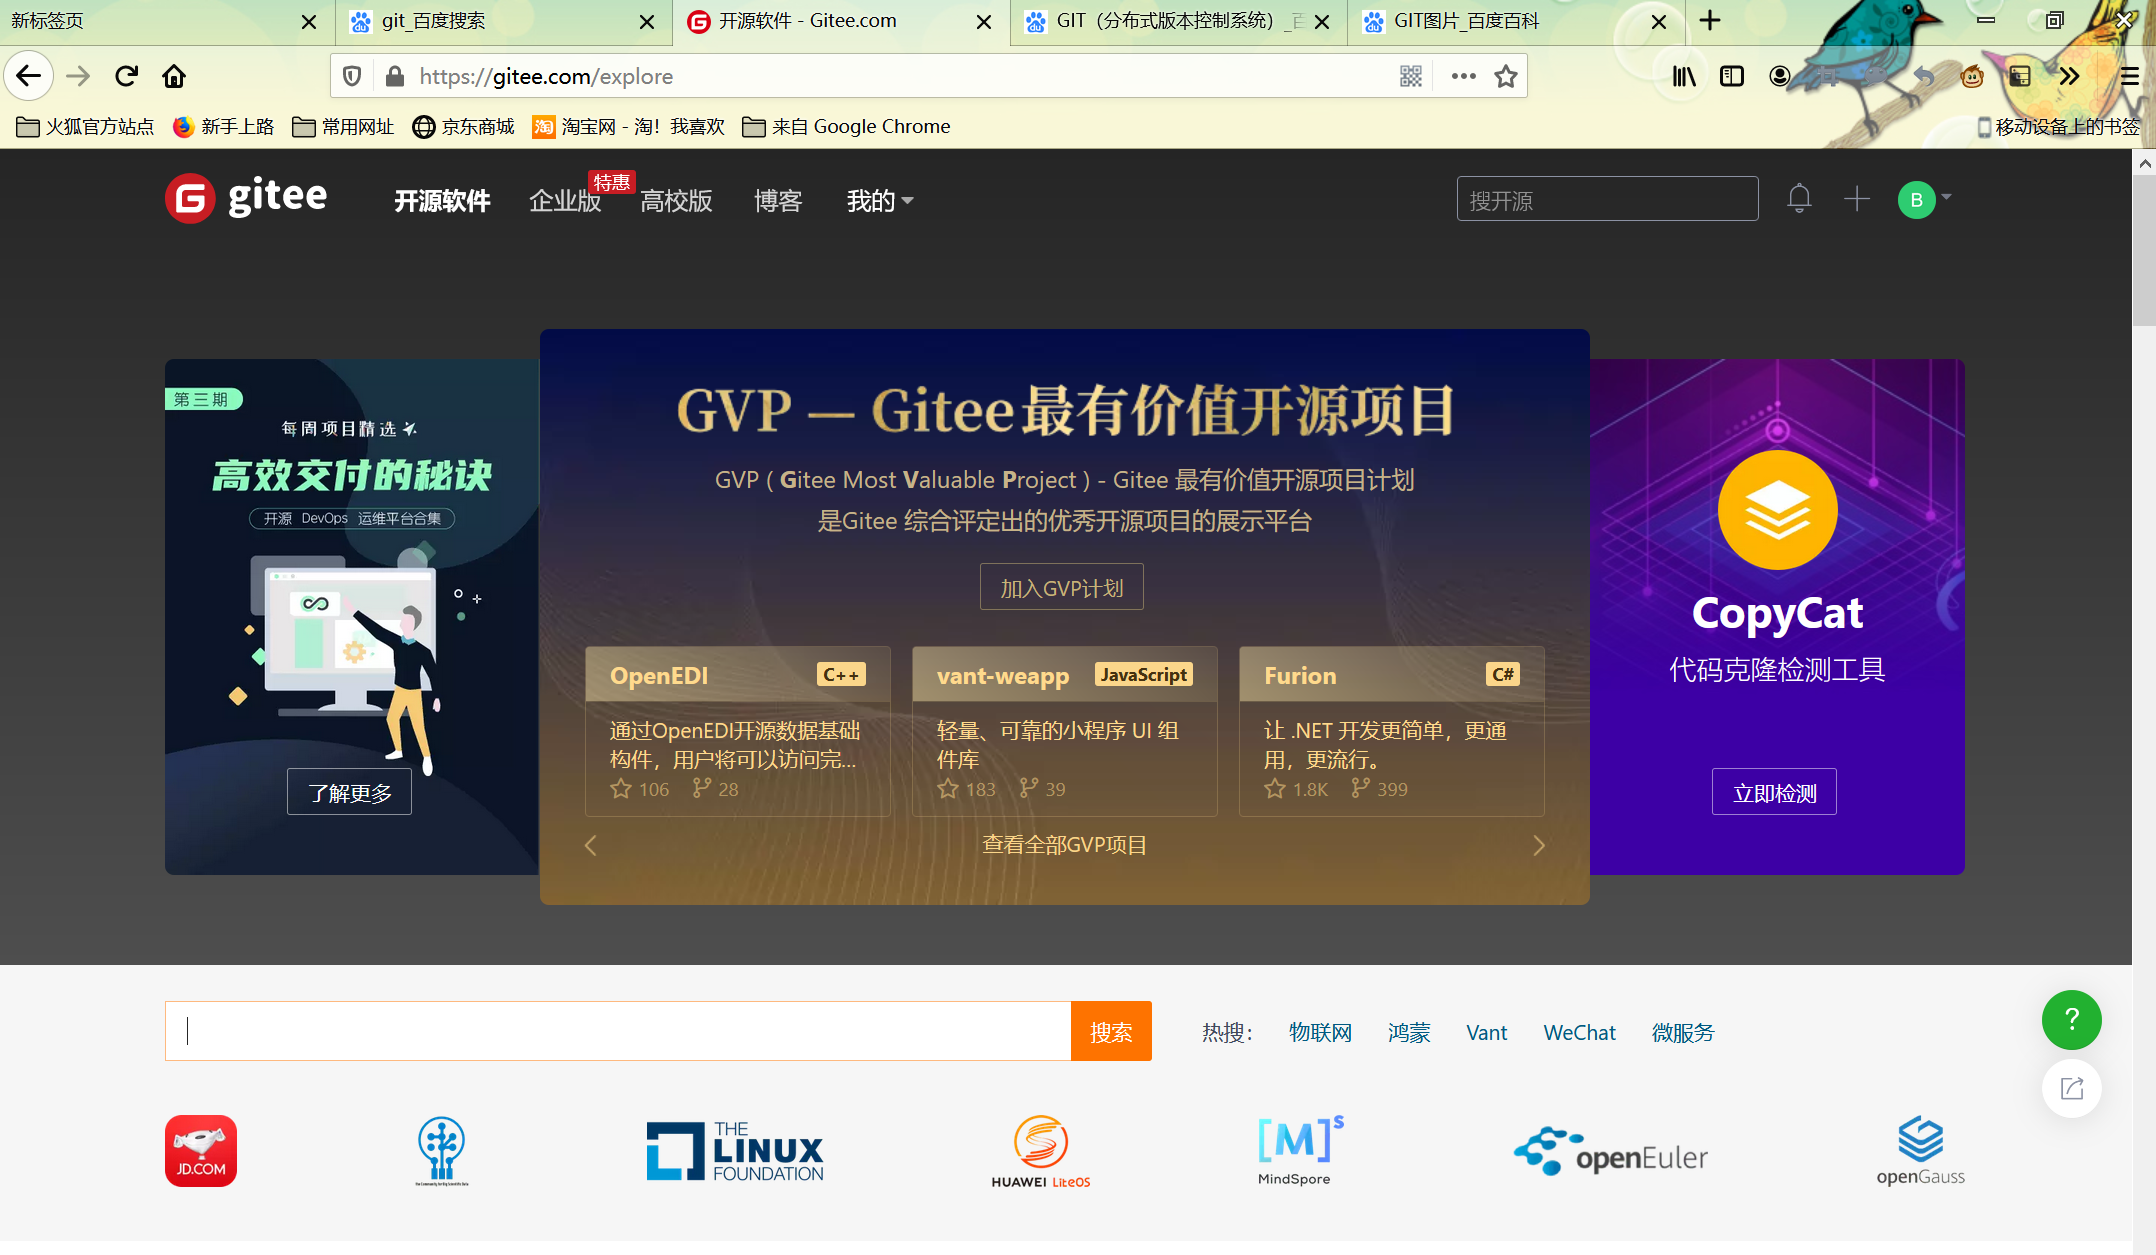 新标签页
git_百度搜索
开源软件 - Gitee.com
GIT（分布式版本控制系统）_百
GIT图片_百度百科
https://gitee.com/explore
火狐官方站点
新手上路
常用网址
京东商城
淘宝网 - 淘！我喜欢
来自 Google Chrome
移动设备上的书签
gitee
开源软件
企业版
特惠
高校版
博客
我的
搜开源
B
第三期
每周项目精选
高效交付的秘诀
开源 DevOps 运维平台合集
了解更多
GVP — Gitee最有价值开源项目
GVP ( Gitee Most Valuable Project ) - Gitee 最有价值开源项目计划
是Gitee 综合评定出的优秀开源项目的展示平台
加入GVP计划
OpenEDI
C++
通过OpenEDI开源数据基础
构件，用户将可以访问完...
106
28
vant-weapp
JavaScript
轻量、可靠的小程序 UI 组
件库
183
39
Furion
C#
让 .NET 开发更简单，更通
用，更流行。
1.8K
399
查看全部GVP项目
CopyCat
代码克隆检测工具
立即检测
搜索
热搜：
物联网
鸿蒙
Vant
WeChat
微服务
?
JD.COM
THE
LINUX
FOUNDATION
HUAWEI LiteOS
[M]s
MindSpore
openEuler
openGauss